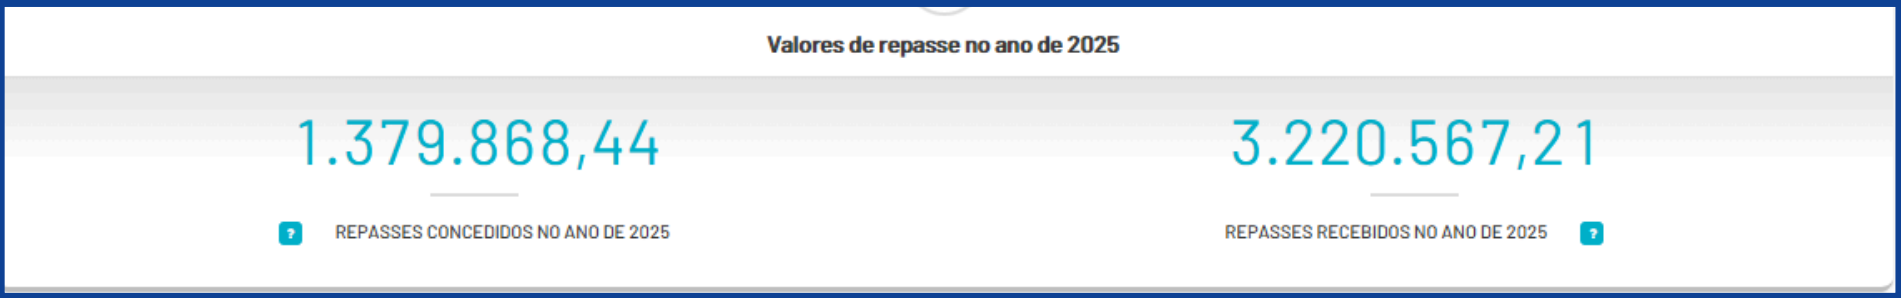 Valores de repasse no ano de 2025
1.379.868,44
3.220.567,21
? REPASSES CONCEDIDOS NO ANO DE 2025
REPASSES RECEBIDOS NO ANO DE 2025 ?